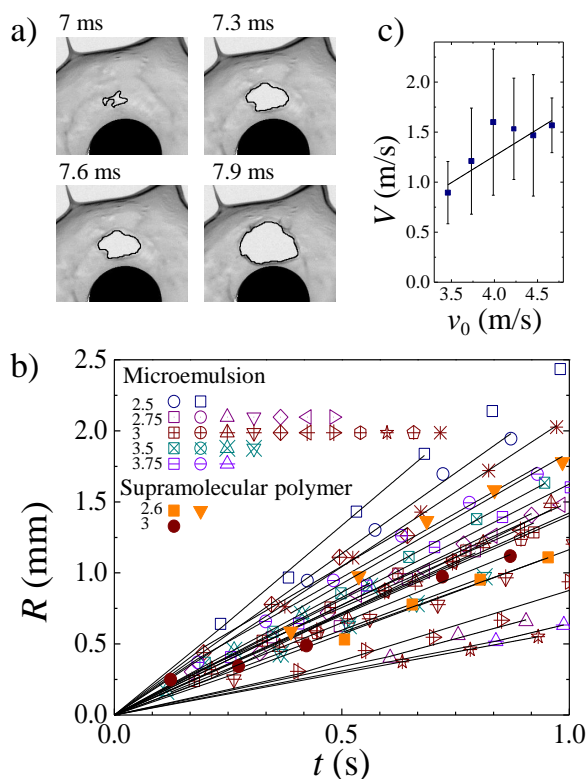 a)
7 ms
7.3 ms
7.6 ms
7.9 ms
c)
2.0
1.5
1.0
0.5
0.0
V (m/s)
3.5 4.0 4.5
v0 (m/s)
b)
2.5
2.0
1.5
1.0
0.5
0.0
R (mm)
Microemulsion
2.5
2.75
3
3.5
3.75
Supramolecular polymer
2.6
3
0.0 0.5 1.0
t (s)